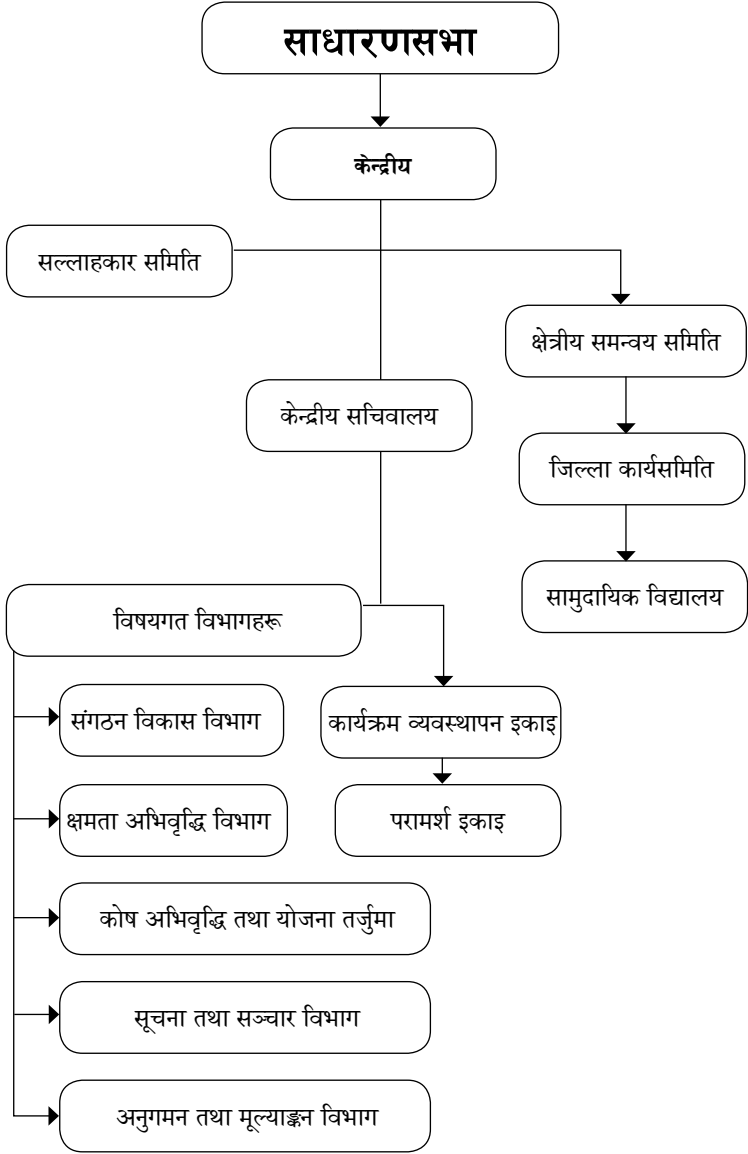 साधारणसभा
केन्द्रीय
सल्लाहकार समिति
क्षेत्रीय समन्वय समिति
केन्द्रीय सचिवालय
जिल्ला कार्यसमिति
सामुदायिक विद्यालय
विषयगत विभागहरू
संगठन विकास विभाग
कार्यक्रम व्यवस्थापन इकाइ
क्षमता अभिवृद्धि विभाग
परामर्श इकाइ
कोष अभिवृद्धि तथा योजना तर्जुमा
सूचना तथा सञ्चार विभाग
अनुगमन तथा मूल्याङ्कन विभाग